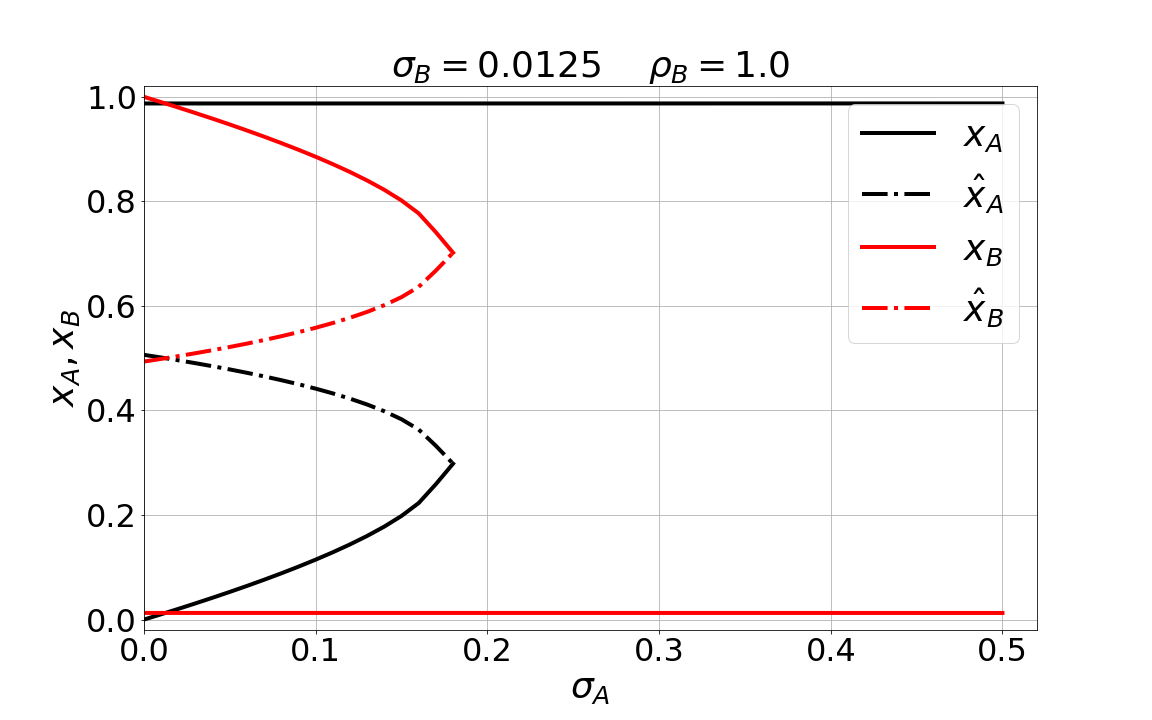 σ_B = 0.0125 ρ_B = 1.0
x_A, x_B
1.0
0.8
0.6
0.4
0.2
0.0
x_A
x̂_A
x_B
x̂_B
0.0 0.1 0.2 0.3 0.4 0.5
σ_A